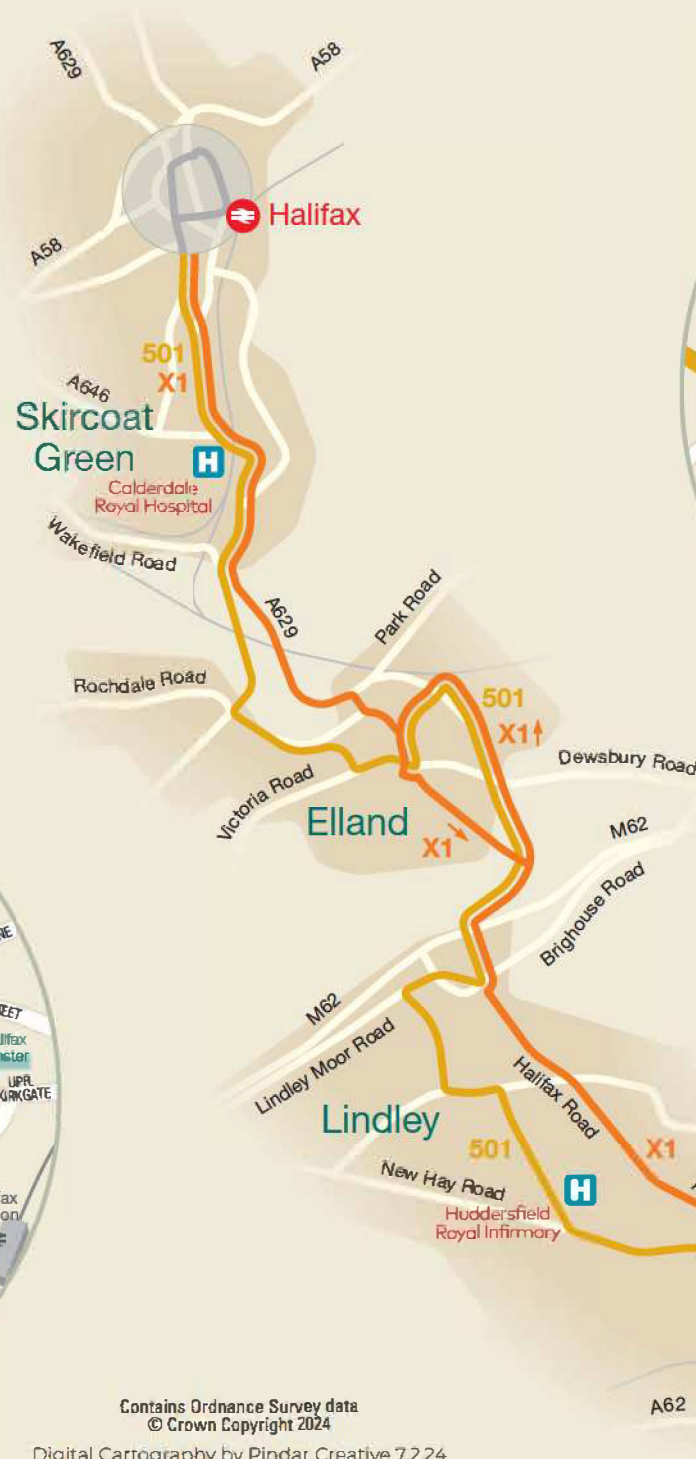 A629
A58
Halifax
A58
501
X1
A646
Skircoat
Green
H
Calderdale
Royal Hospital
Wakefield Road
A629
Park Road
Rochdale Road
501
X1
Dewsbury Road
Victoria Road
Elland
X1
M62
Brighouse Road
M62
Lindley Moor Road
UPR.
KIRKGATE
Halifax Road
Lindley
501
X1
New Hay Road
H
Huddersfield
Royal Infirmary
A62
Contains Ordnance Survey data
© Crown Copyright 2024
Digital Cartography by Pindar Creative 7.2.24